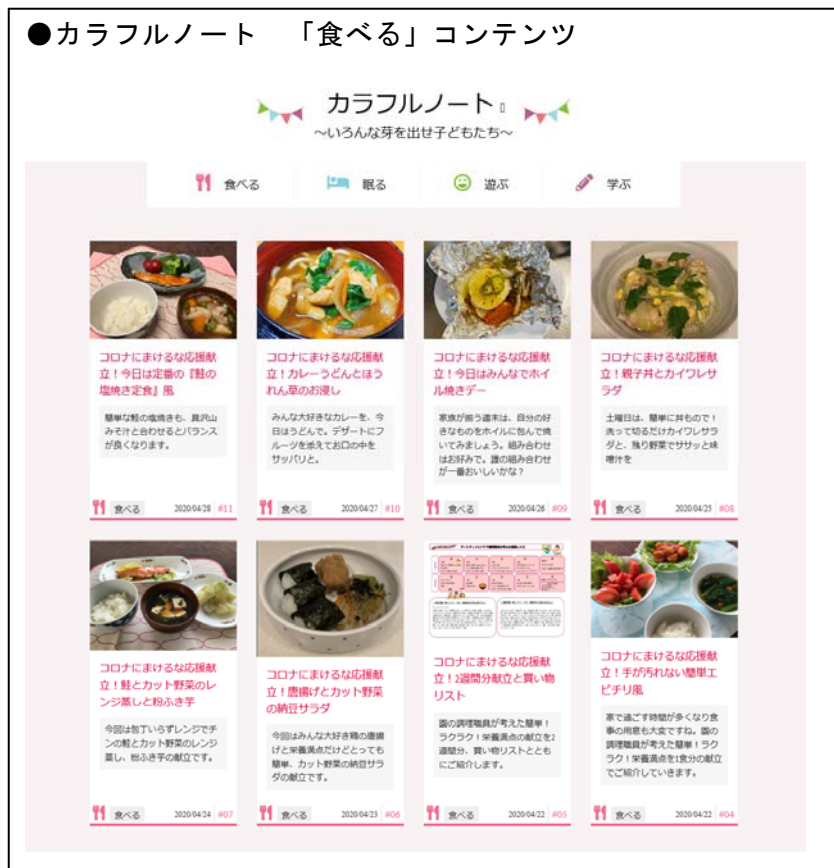 ●カラフルノート　「食べる」コンテンツ
カラフルノート
～いろんな芽を出せ子どもたち～
食べる
眠る
遊ぶ
学ぶ
コロナにまけるな応援献
立！今日は定番の『鮭の
塩焼き定食』風
簡単な鮭の塩焼きも、具沢山
みそ汁と合わせるとバランス
が良くなります。
食べる
2020/04/28 #11
コロナにまけるな応援献
立！カレーうどんとほう
れん草のお浸し
みんな大好きなカレーを、今
日はうどんで。デザートにフ
ルーツを添えてお口の中を
サッパリと。
食べる
2020/04/27 #10
コロナにまけるな応援献
立！今日はみんなでホイ
ル焼きデー
家族が揃う週末は、自分の好
きなものをホイルに包んで焼
いてみましょう。組み合わせ
はお好みで。誰の組み合わせ
が一番おいしいかな？
食べる
2020/04/26 #09
コロナにまけるな応援献
立！親子丼とカイワレサ
ラダ
土曜日は、簡単に丼もので！
洗って切るだけカイワレサラ
ダと、残り野菜でササッと味
噌汁を
食べる
2020/04/25 #08
コロナにまけるな応援献
立！鮭とカット野菜のレ
ンジ蒸しと粉ふき芋
今回は包丁いらずレンジでチ
ンの鮭とカット野菜のレンジ
蒸し、粉ふき芋の献立です。
食べる
2020/04/24 #07
コロナにまけるな応援献
立！唐揚げとカット野菜
の納豆サラダ
今回はみんな大好き鶏の唐揚
げと栄養満点だけどとっても
簡単、カット野菜の納豆サラ
ダの献立です。
食べる
2020/04/23 #06
コロナにまけるな応援献
立！2週間分献立と買い物
リスト
園の調理職員が考えた簡単！
ラクラク！栄養満点の献立を2
週間分、買い物リストととも
にご紹介します。
食べる
2020/04/22 #05
コロナにまけるな応援献
立！手が汚れない簡単エ
ビチリ風
家で過ごす時間が多くなり食
事の用意も大変ですね。園の
調理職員が考えた簡単！ラク
ラク！栄養満点を1食分の献立
でご紹介していきます。
食べる
2020/04/22 #04